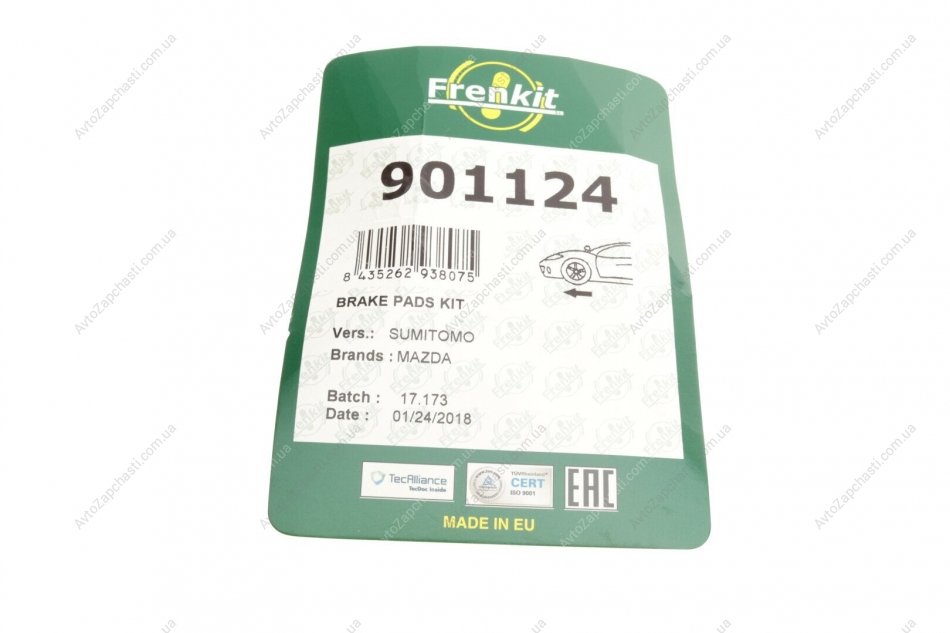 Frenkit
901124
8 435262 938075
BRAKE PADS KIT
Vers.: SUMITOMO
Brands : MAZDA
Batch : 17.173
Date : 01/24/2018
TecAlliance
TecDoc Inside
TÜVRheinland
CERT
ISO 9001
EAC
MADE IN EU
AvtoZapchasti.com.ua